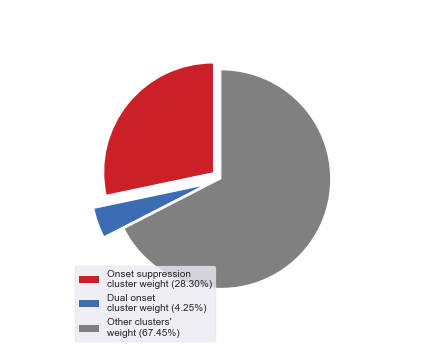 Onset suppression
cluster weight (28.30%)
Dual onset
cluster weight (4.25%)
Other clusters'
weight (67.45%)